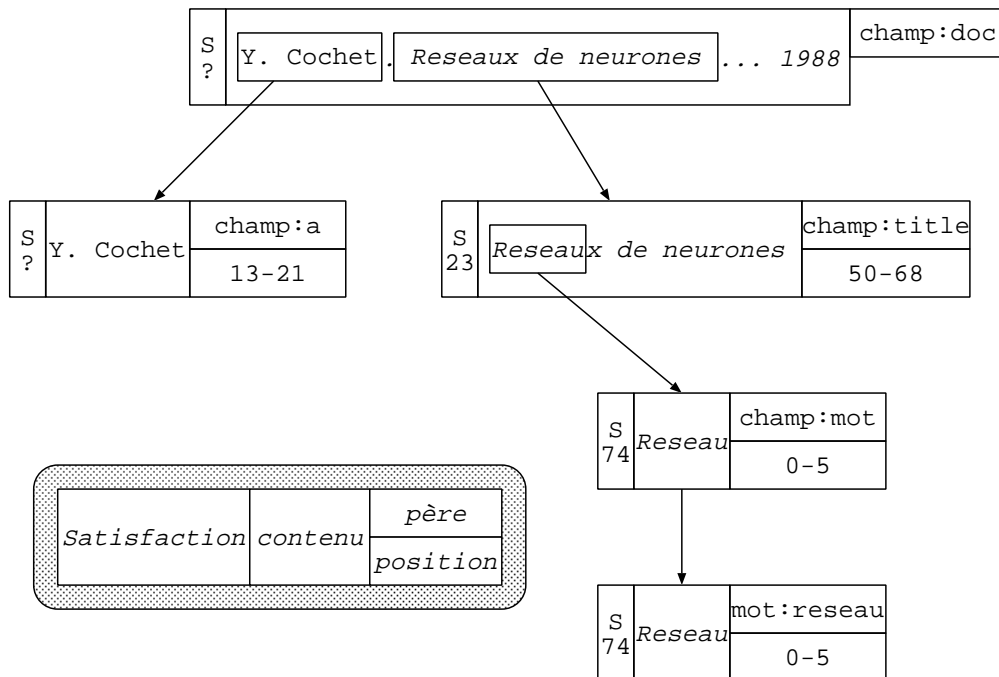 S
?
Y. Cochet. Reseaux de neurones ... 1988
champ:doc
S
?
Y. Cochet
champ:a
13-21
S
23
Reseaux de neurones
champ:title
50-68
S
74
Reseau
champ:mot
0-5
Satisfaction
contenu
père
position
S
74
Reseau
mot:reseau
0-5